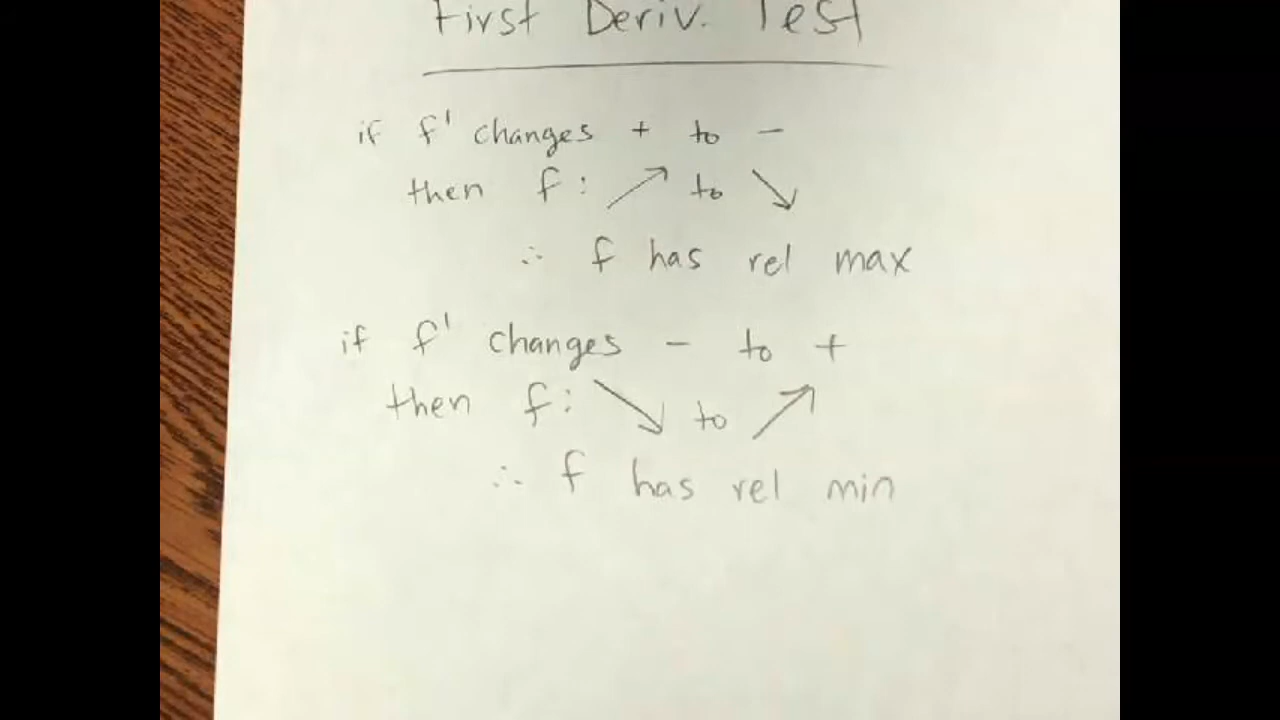 First Deriv. Test
if f' changes + to −
then f: ↗ to ↘
∴ f has rel max
if f' changes − to +
then f: ↘ to ↗
∴ f has rel min